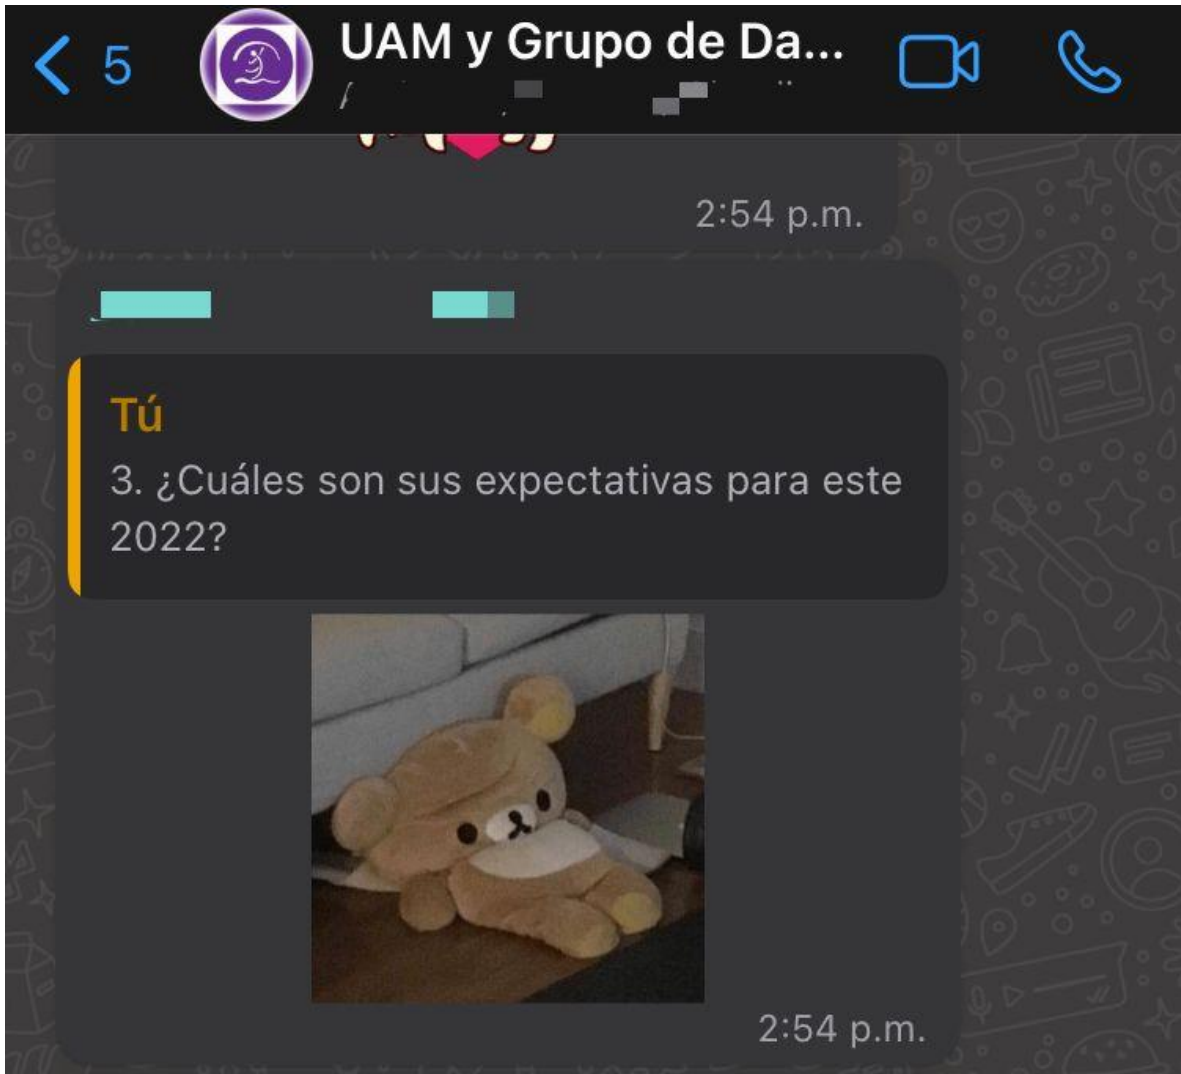 5
UAM y Grupo de Da...
2:54 p.m.
Tú
3. ¿Cuáles son sus expectativas para este
2022?
2:54 p.m.